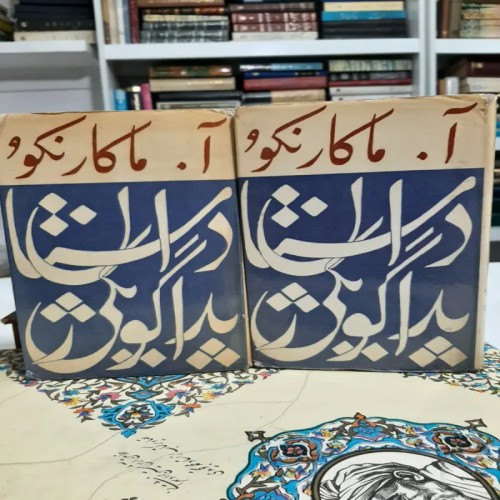 آ. ماکارنکو
داستان
پداگوژیکی
آ. ماکارنکو
داستان
پداگوژیکی